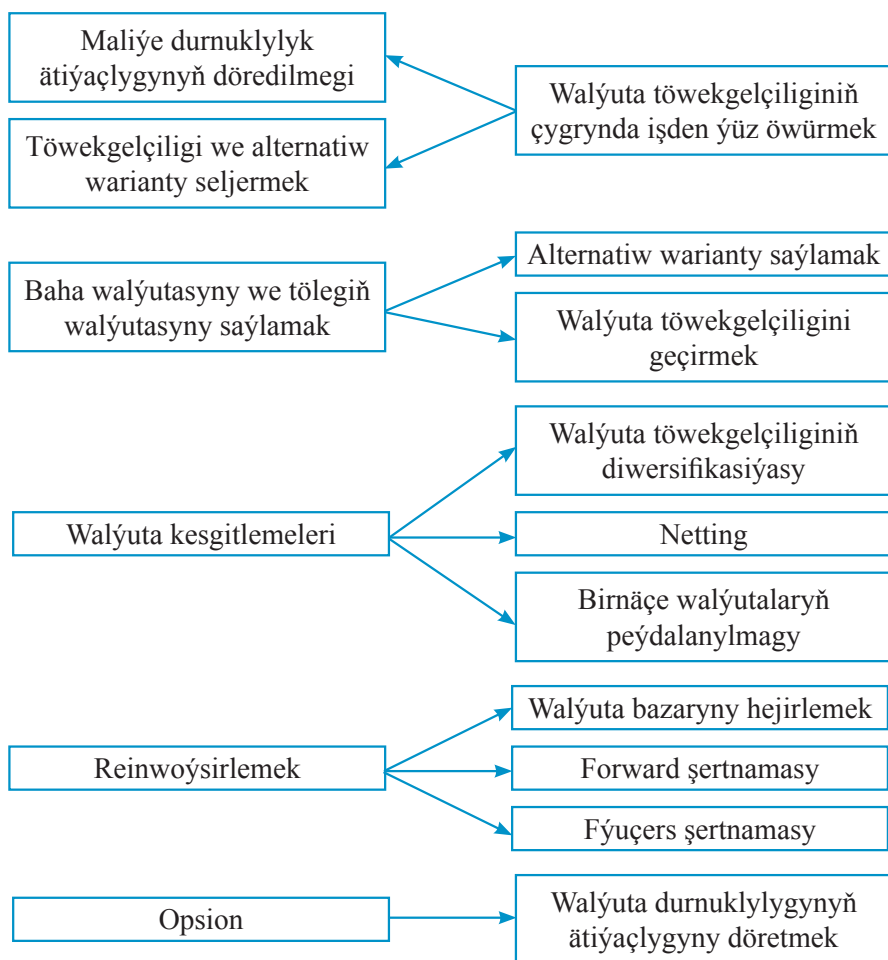 Maliýe durnuklylyk
ätiýaçlygynyň döredilmegi
Töwekgelçiligi we alternatiw
warianty seljermek
Walýuta töwekgelçiliginiň
çygrynda işden ýüz öwürmek
Baha walýutasyny we tölegiň
walýutasyny saýlamak
Alternatiw warianty saýlamak
Walýuta töwekgelçiligini
geçirmek
Walýuta kesgitlemeleri
Walýuta töwekgelçiliginiň
diwersifikasiýasy
Netting
Birnäçe walýutalaryň
peýdalanylmagy
Reinwoýsirlemek
Walýuta bazaryny hejirlemek
Forward şertnamasy
Fýuçers şertnamasy
Opsion
Walýuta durnuklylygynyň
ätiýaçlygyny döretmek